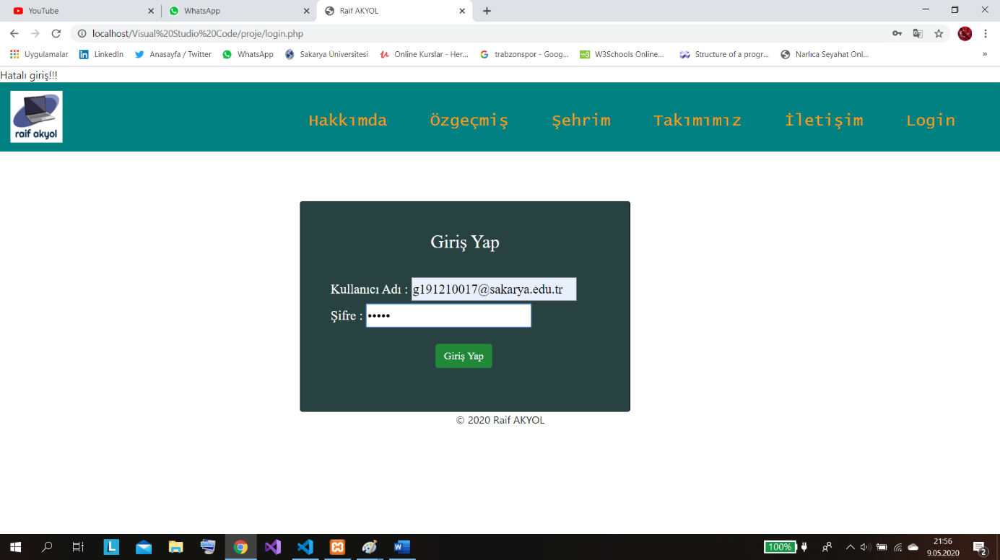 YouTube
WhatsApp
Raif AKYOL
localhost/Visual%20Studio%20Code/proje/login.php
Uygulamalar
LinkedIn
Anasayfa / Twitter
WhatsApp
Sakarya Üniversitesi
Online Kurslar - Her...
trabzonspor - Goog...
W3Schools Online...
Structure of a progr...
Narlıca Seyahat Onl...
»
Hatalı giriş!!!
raif akyol
Hakkımda
Özgeçmiş
Şehrim
Takımımız
İletişim
Login
Giriş Yap
Kullanıcı Adı : g191210017@sakarya.edu.tr
Şifre : •••••
Giriş Yap
© 2020 Raif AKYOL
100%
21:56
9.05.2020
2